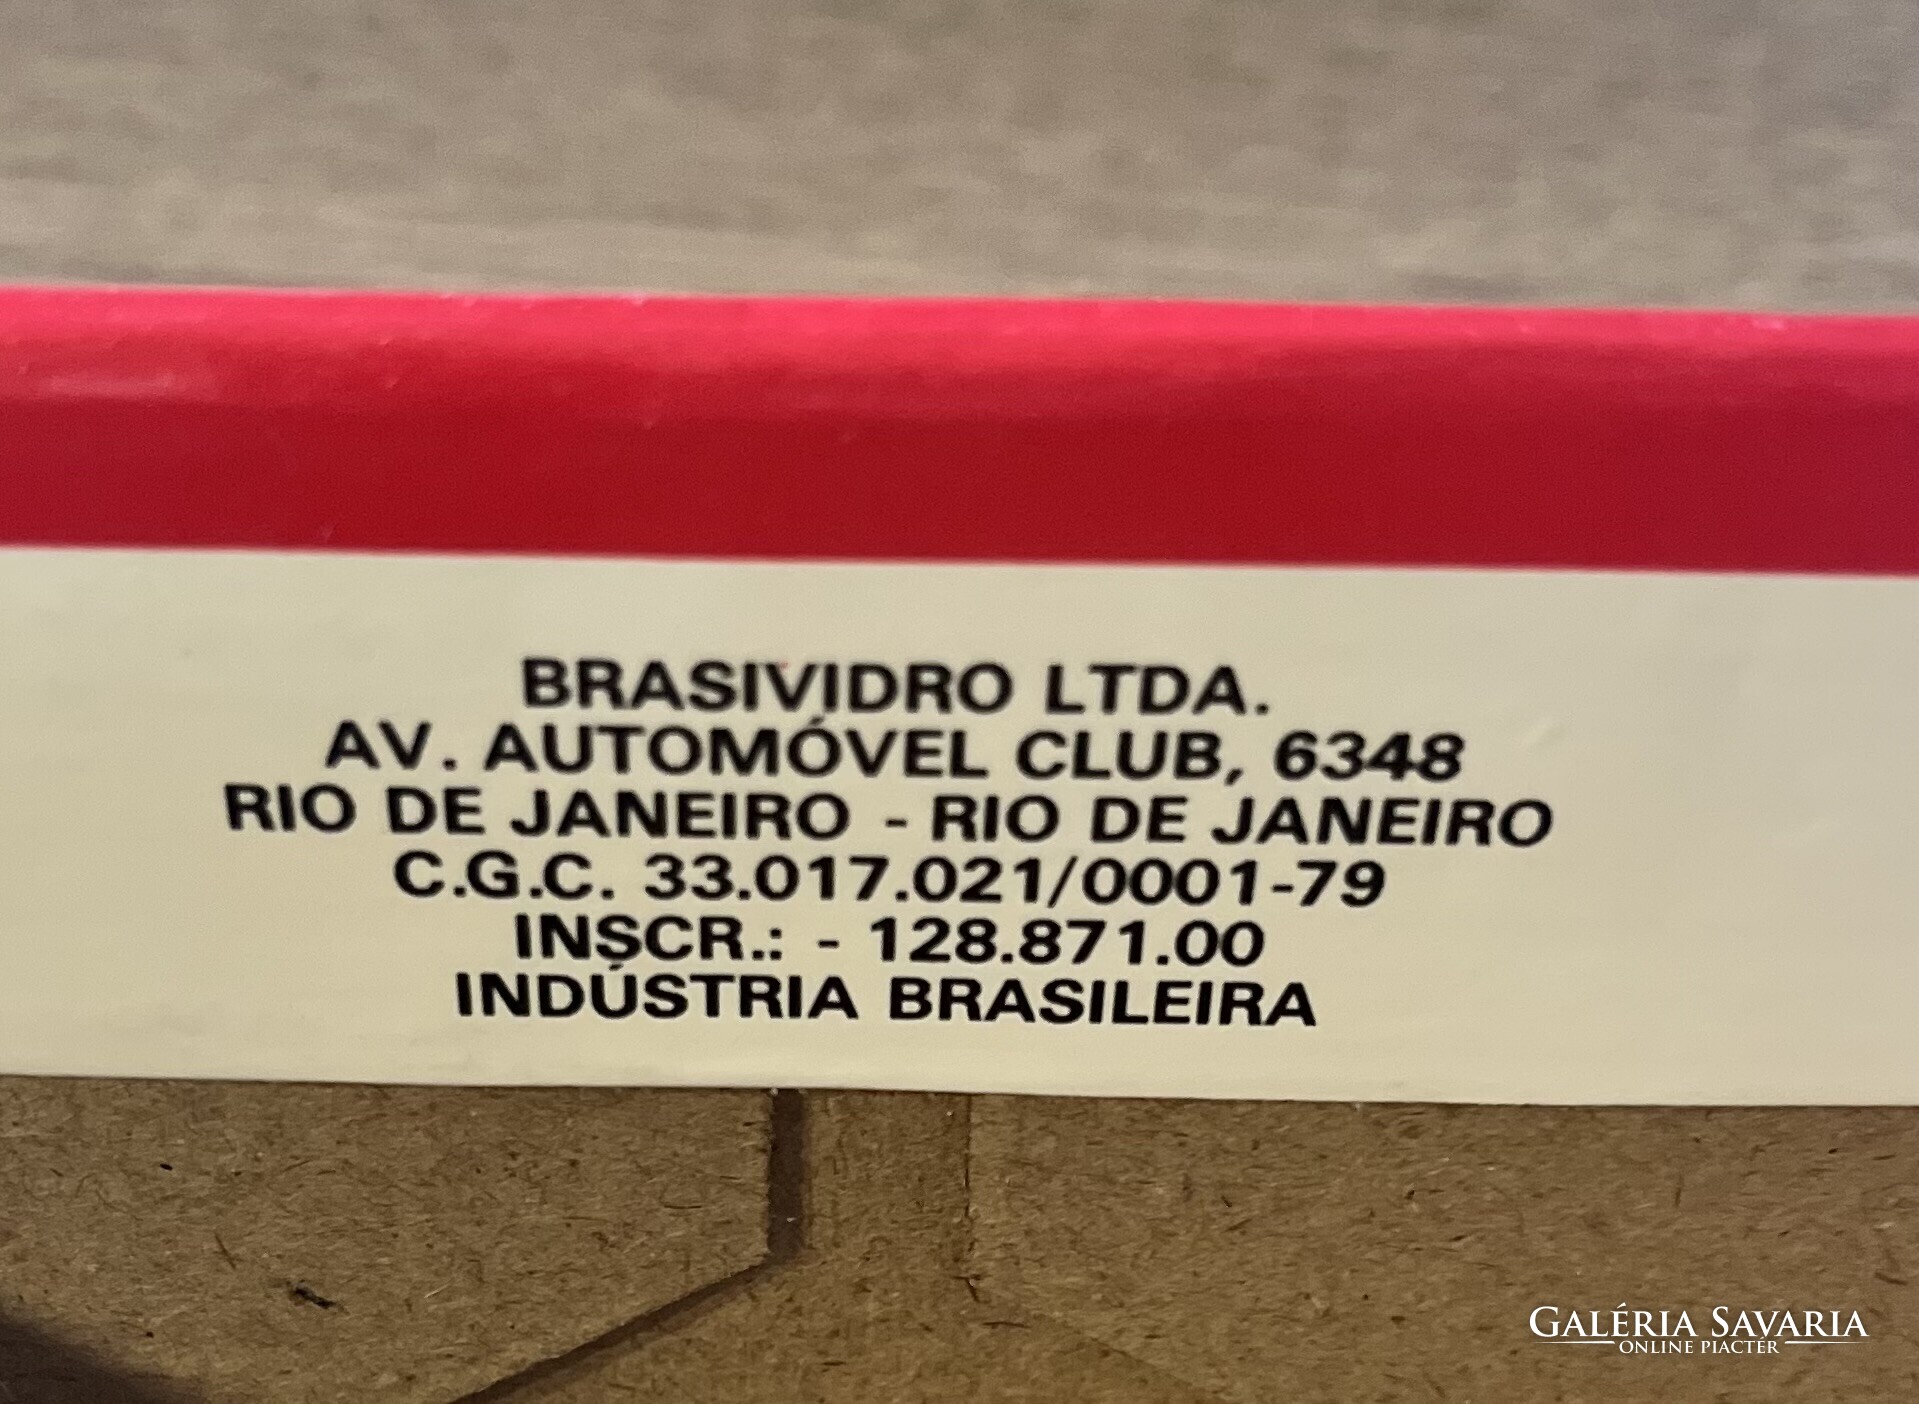 BRASIVIDRO LTDA.
AV. AUTOMÓVEL CLUB, 6348
RIO DE JANEIRO - RIO DE JANEIRO
C.G.C. 33.017.021/0001-79
INSCR.: - 128.871.00
INDÚSTRIA BRASILEIRA
GALÉRIA SAVARIA
ONLINE PIACTÉR